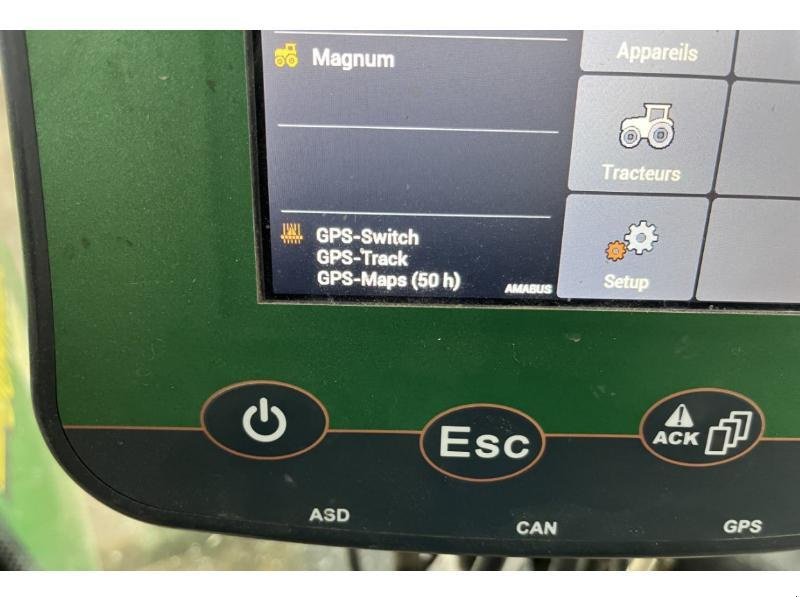 Magnum
Appareils
Tracteurs
GPS-Switch
GPS-Track
GPS-Maps (50 h)
AMABUS
Setup
Esc
ACK
ASD
CAN
GPS